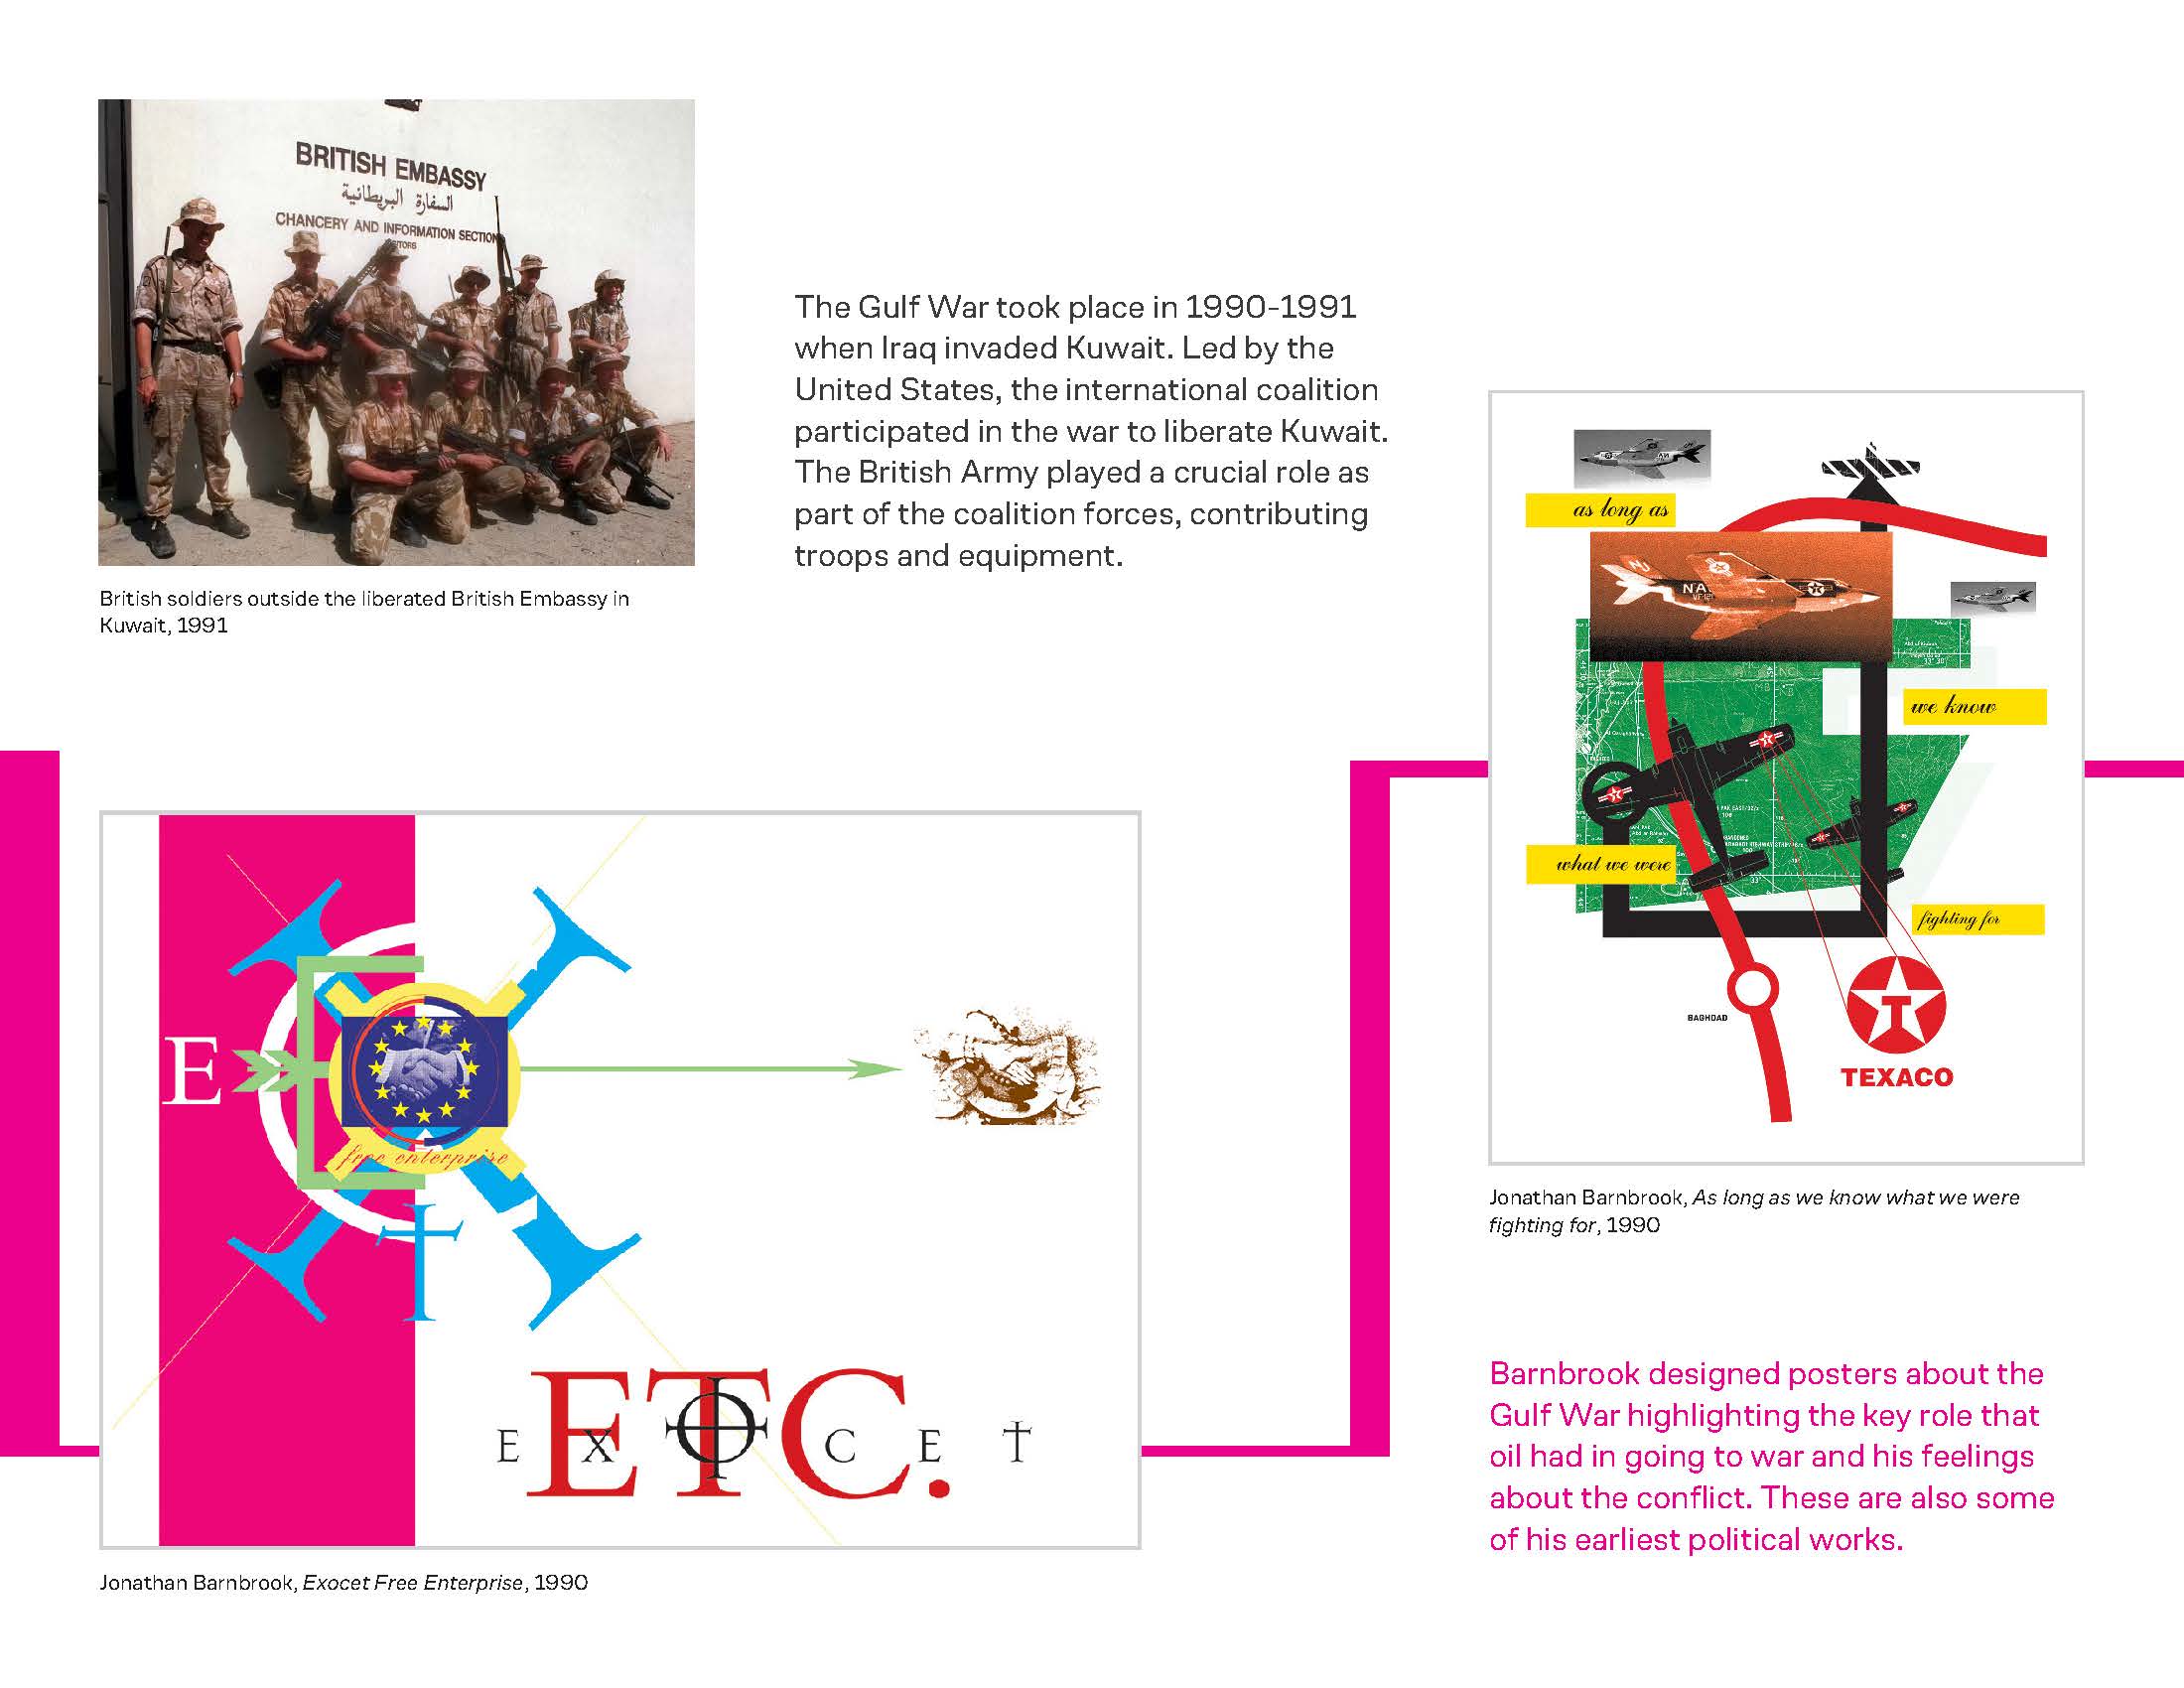 BRITISH EMBASSY
السفارة البريطانية
CHANCERY AND INFORMATION SECTION
British soldiers outside the liberated British Embassy in
Kuwait, 1991
The Gulf War took place in 1990-1991
when Iraq invaded Kuwait. Led by the
United States, the international coalition
participated in the war to liberate Kuwait.
The British Army played a crucial role as
part of the coalition forces, contributing
troops and equipment.
as long as
NJ
NA
we know
what we were
fighting for
BAGHDAD
T
TEXACO
Jonathan Barnbrook, As long as we know what we were
fighting for, 1990
E
free enterprise
ETC.
EXOCET
Jonathan Barnbrook, Exocet Free Enterprise, 1990
Barnbrook designed posters about the
Gulf War highlighting the key role that
oil had in going to war and his feelings
about the conflict. These are also some
of his earliest political works.